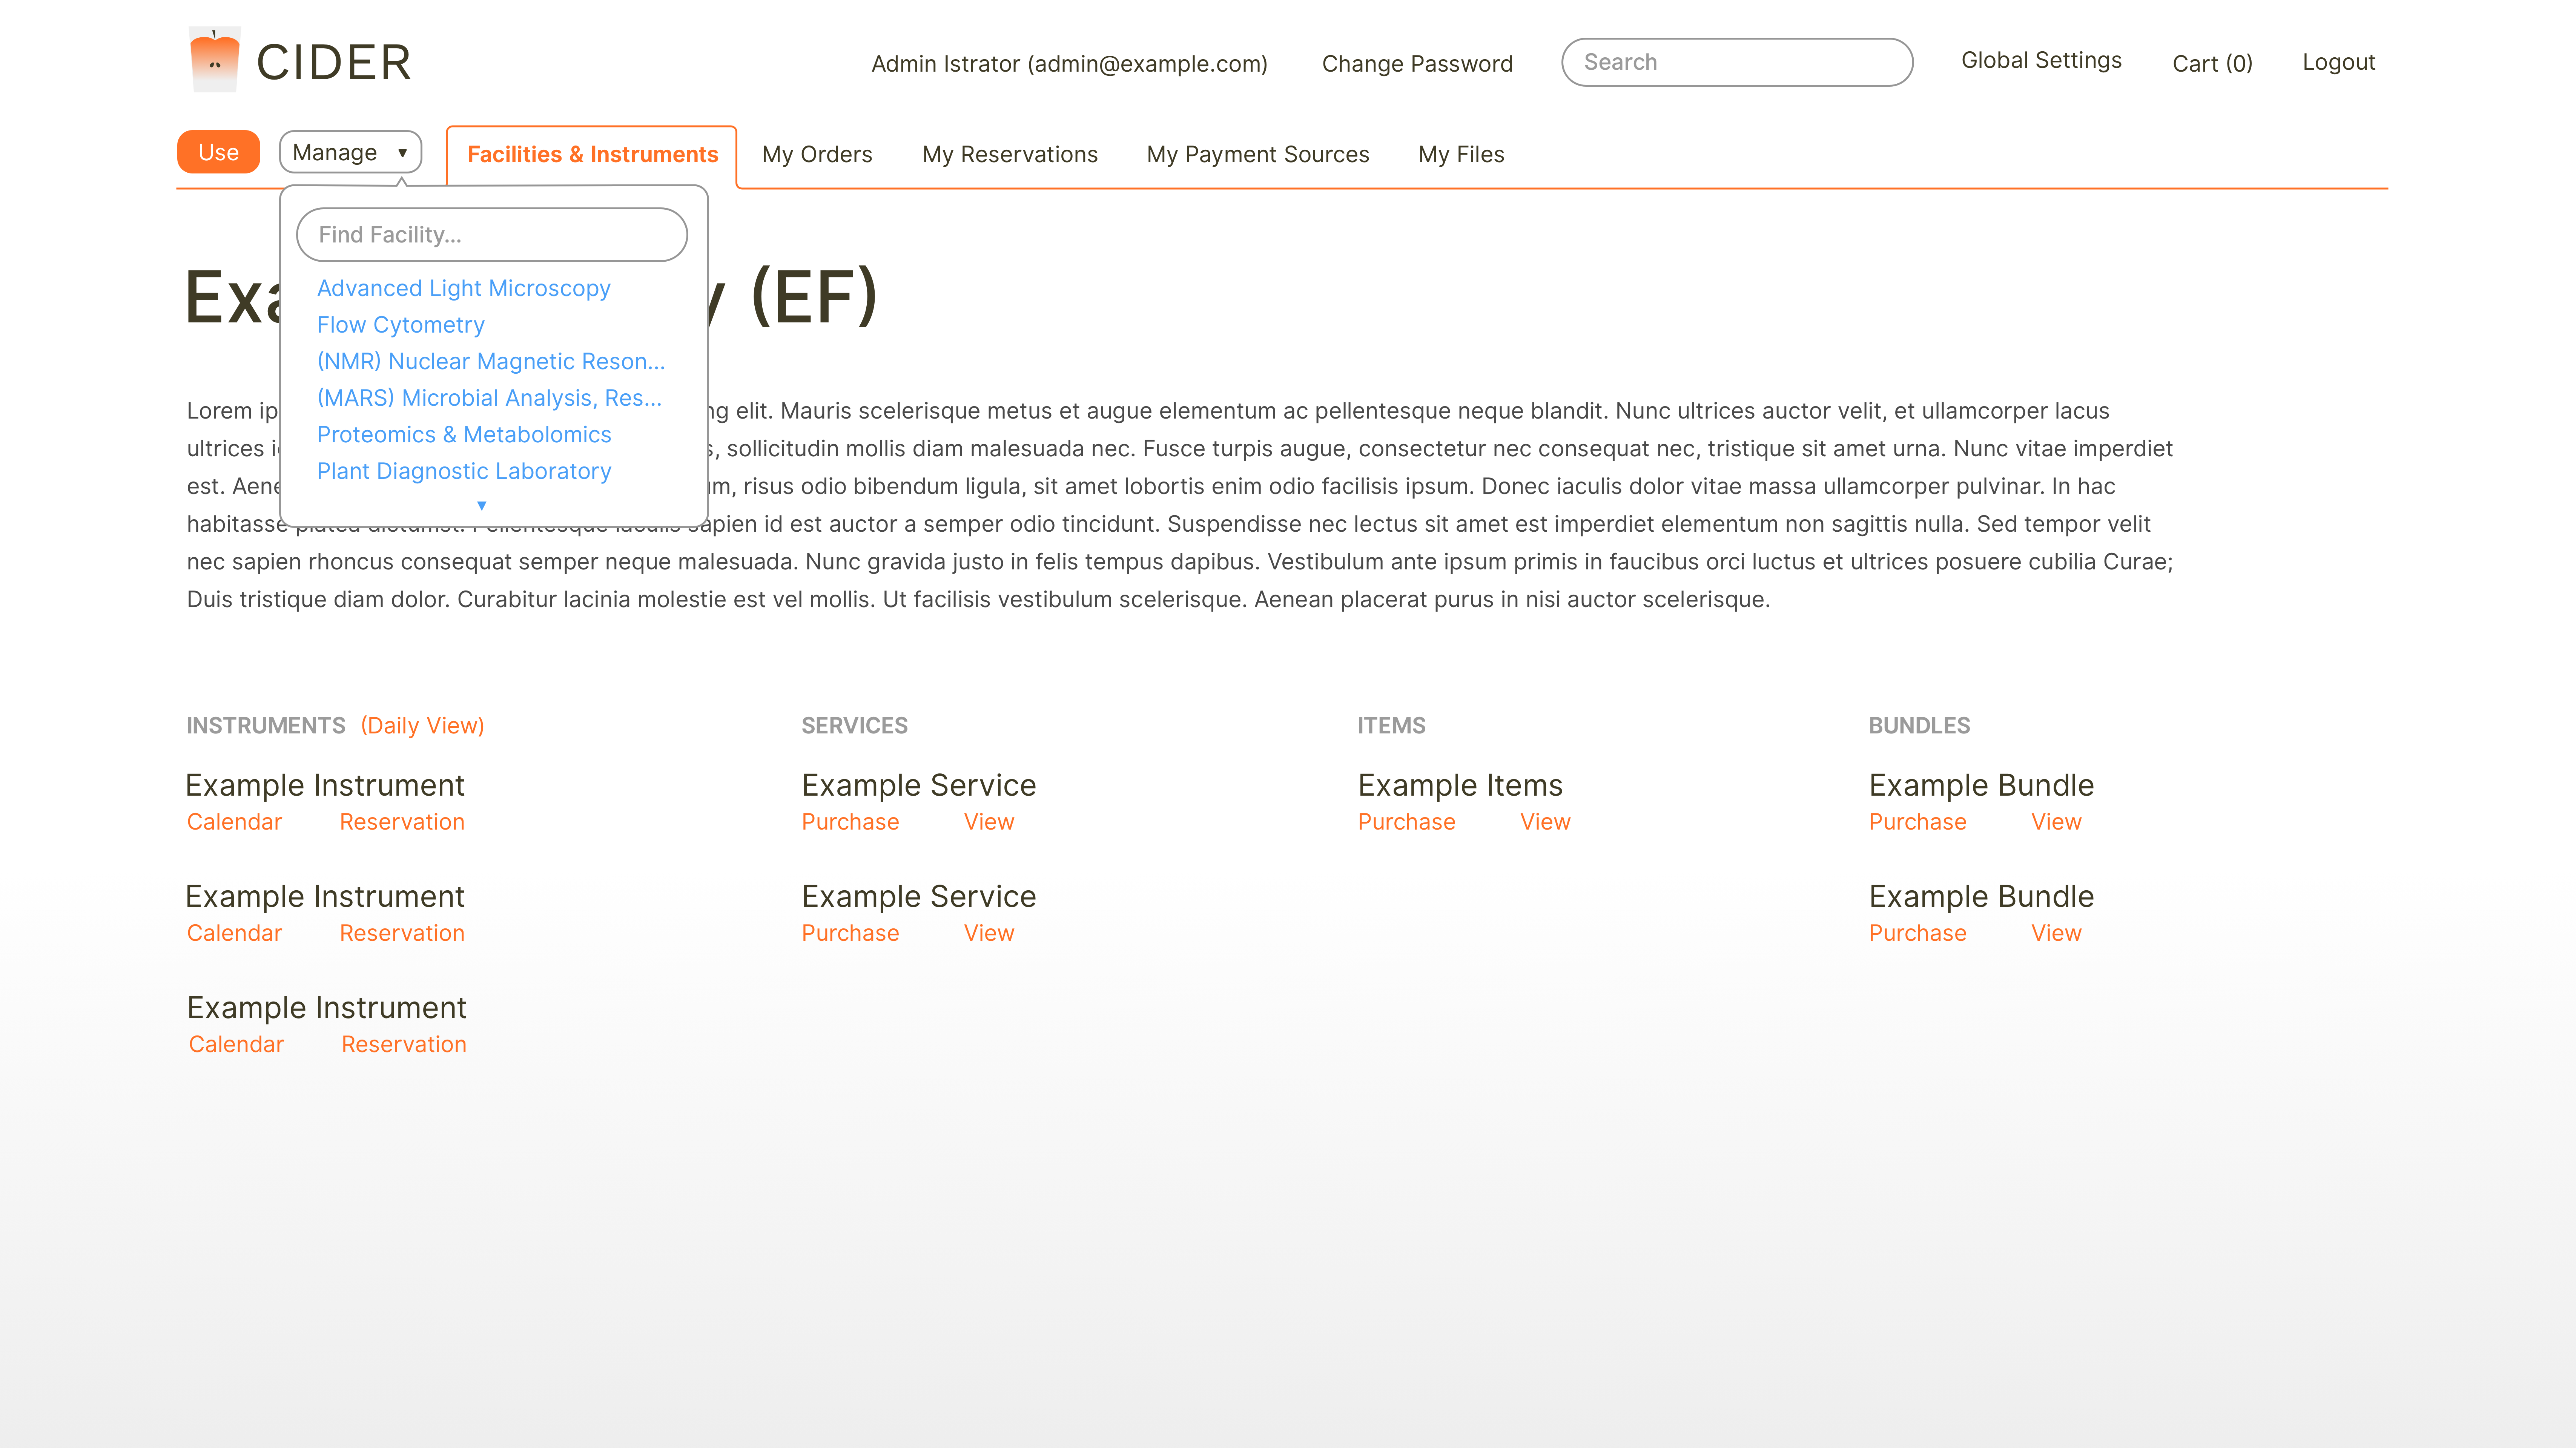 CIDER
Admin Istrator (admin@example.com) Change Password Search Global Settings Cart (0) Logout
Use Manage ▼ Facilities & Instruments My Orders My Reservations My Payment Sources My Files
Find Facility...
Advanced Light Microscopy
Flow Cytometry
(NMR) Nuclear Magnetic Reson...
(MARS) Microbial Analysis, Res...
Proteomics & Metabolomics
Plant Diagnostic Laboratory
▼
(EF)
Lorem elit. Mauris scelerisque metus et augue elementum ac pellentesque neque blandit. Nunc ultrices auctor velit, et ullamcorper lacus
ultrices sollicitudin mollis diam malesuada nec. Fusce turpis augue, consectetur nec consequat nec, tristique sit amet urna. Nunc vitae imperdiet
est. risus odio bibendum ligula, sit amet lobortis enim odio facilisis ipsum. Donec iaculis dolor vitae massa ullamcorper pulvinar. In hac
habitasse sapien id est auctor a semper odio tincidunt. Suspendisse nec lectus sit amet est imperdiet elementum non sagittis nulla. Sed tempor velit
nec sapien rhoncus consequat semper neque malesuada. Nunc gravida justo in felis tempus dapibus. Vestibulum ante ipsum primis in faucibus orci luctus et ultrices posuere cubilia Curae;
Duis tristique diam dolor. Curabitur lacinia molestie est vel mollis. Ut facilisis vestibulum scelerisque. Aenean placerat purus in nisi auctor scelerisque.
INSTRUMENTS (Daily View) SERVICES ITEMS BUNDLES
Example Instrument Example Service Example Items Example Bundle
Calendar Reservation Purchase View Purchase View Purchase View
Example Instrument Example Service Example Bundle
Calendar Reservation Purchase View Purchase View
Example Instrument
Calendar Reservation